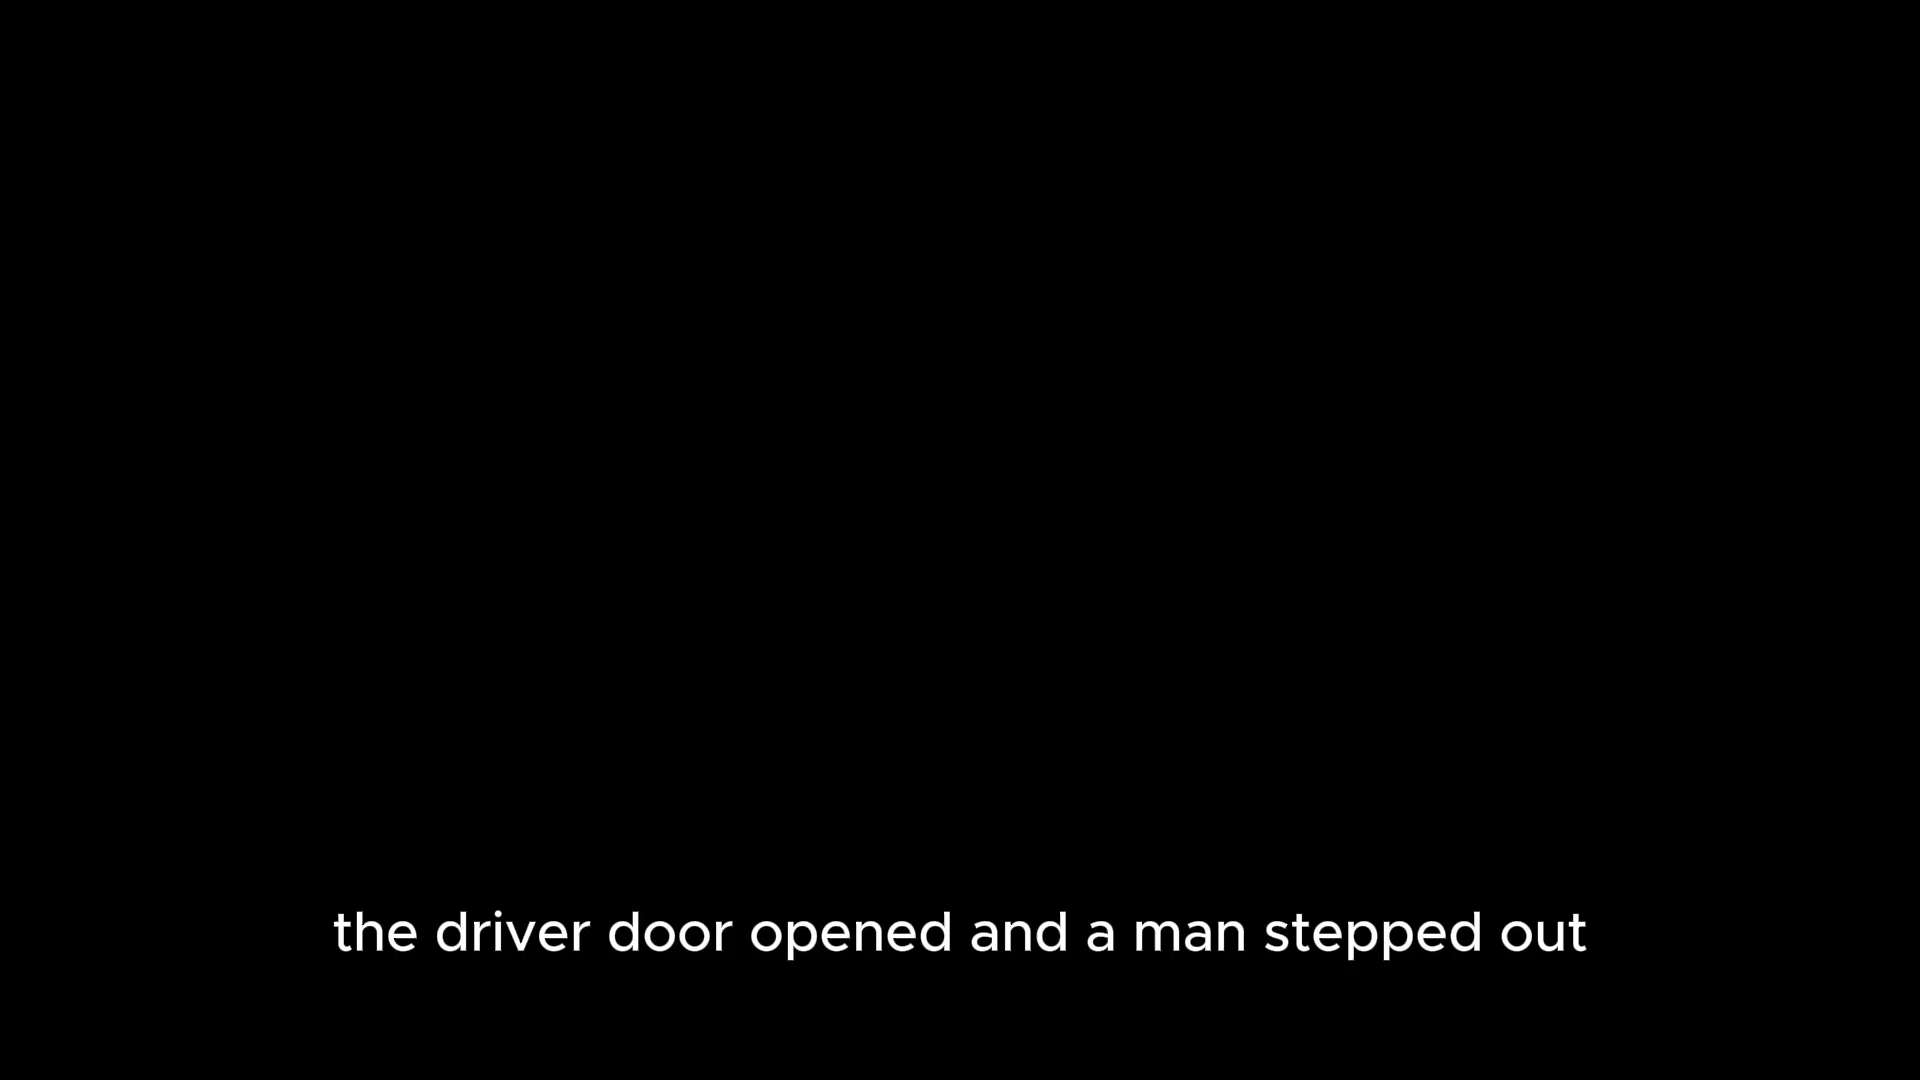 the driver door opened and a man stepped out